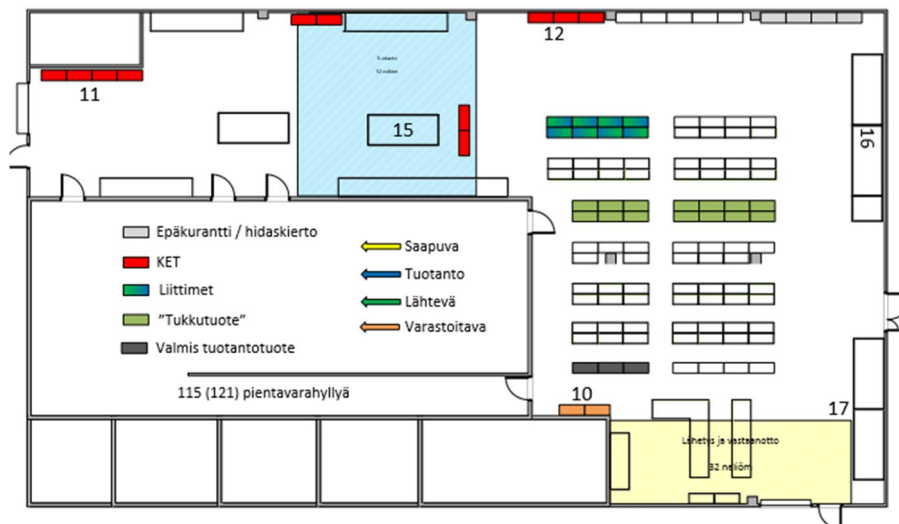 12
Tuotanto
11
15
16
Epäkurantti / hidaskierto
KET
Liittimet
"Tukkutuote"
Valmis tuotantotuote
Saapuva
Tuotanto
Lähtevä
Varastoitava
115 (121) pientavarahyllyä
10
17
Lähetys ja vastaanotto
32 neliöm